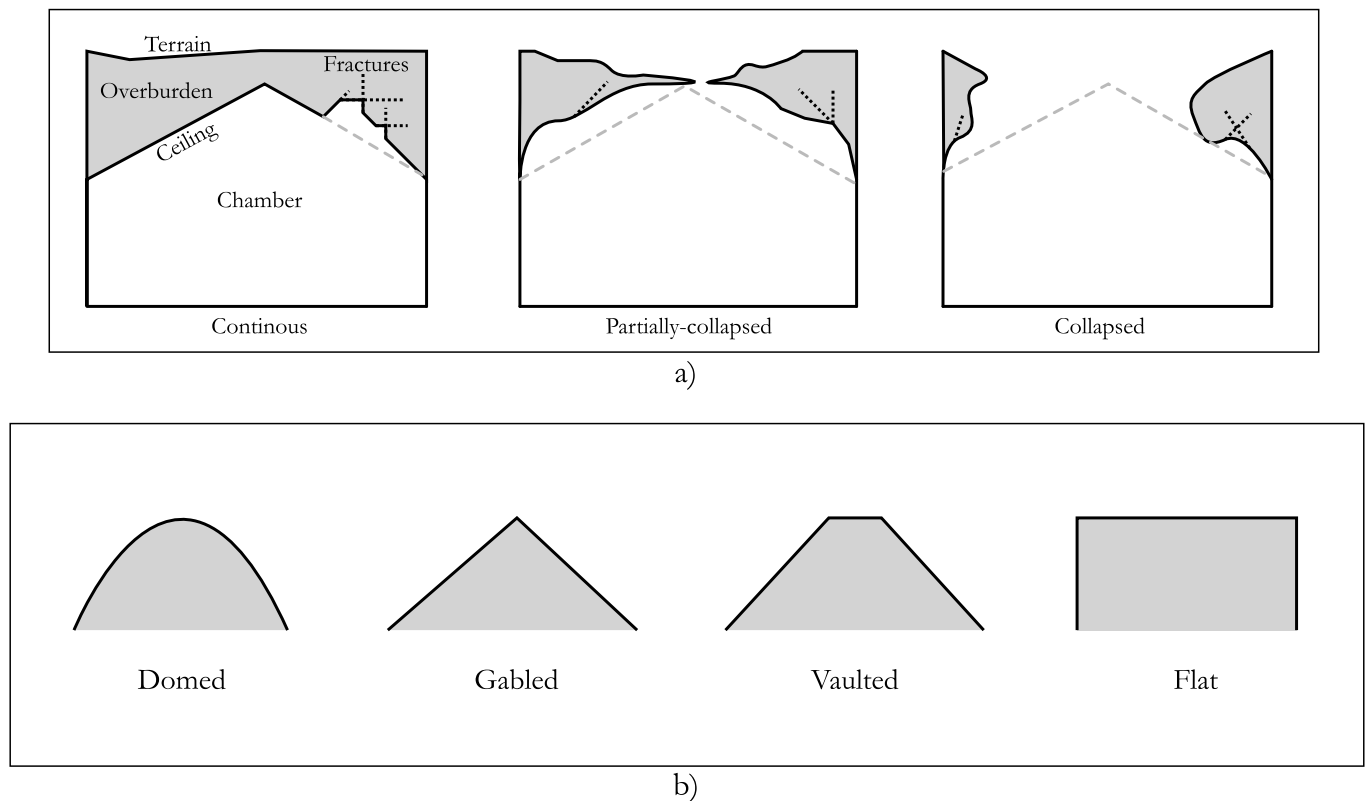 Terrain
Fractures
Overburden
Ceiling
Chamber
Continous
Partially-collapsed
Collapsed
a)
Domed
Gabled
Vaulted
Flat
b)